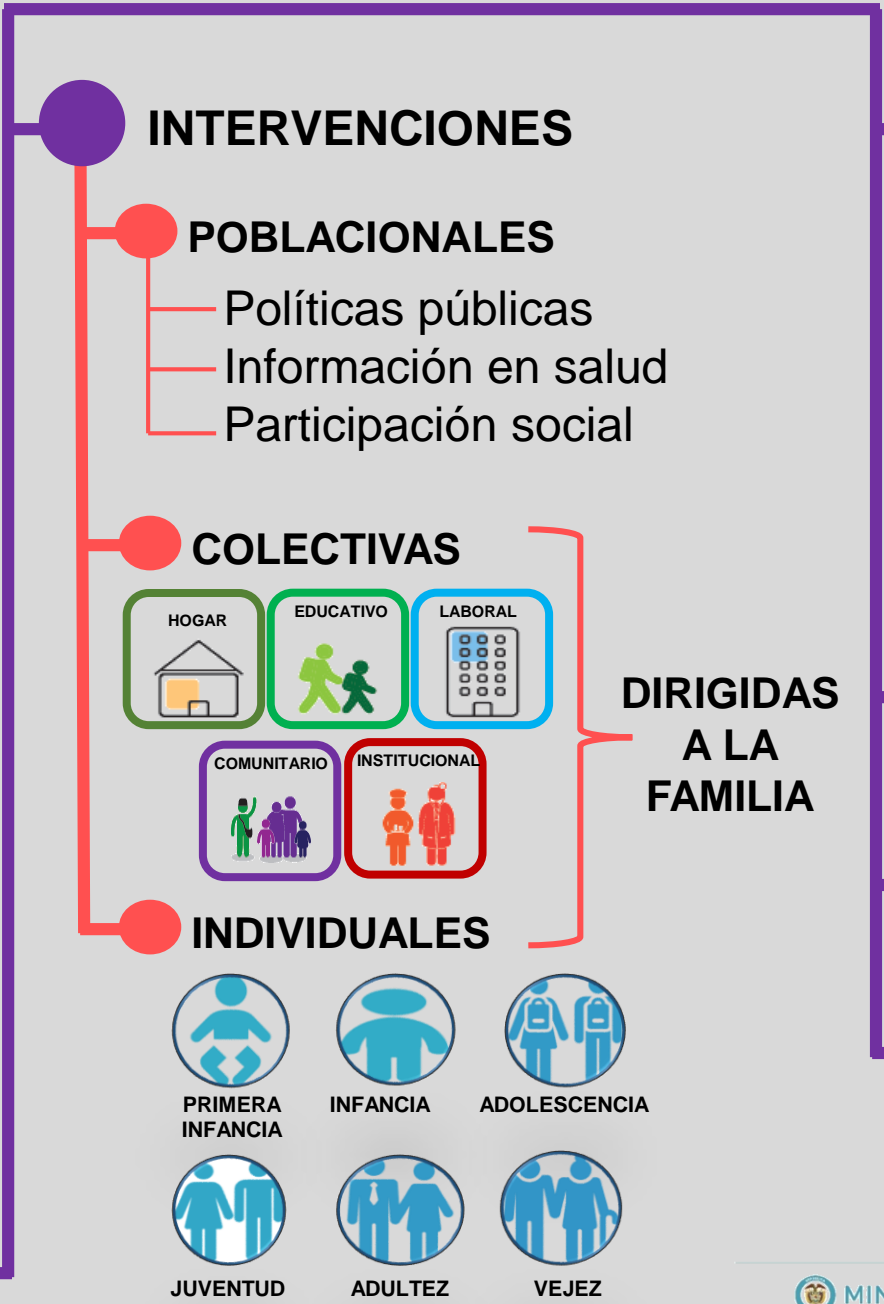 INTERVENCIONES
POBLACIONALES
Políticas públicas
Información en salud
Participación social
COLECTIVAS
HOGAR
EDUCATIVO
LABORAL
COMUNITARIO
INSTITUCIONAL
DIRIGIDAS
A LA
FAMILIA
INDIVIDUALES
PRIMERA
INFANCIA
INFANCIA
ADOLESCENCIA
JUVENTUD
ADULTEZ
VEJEZ